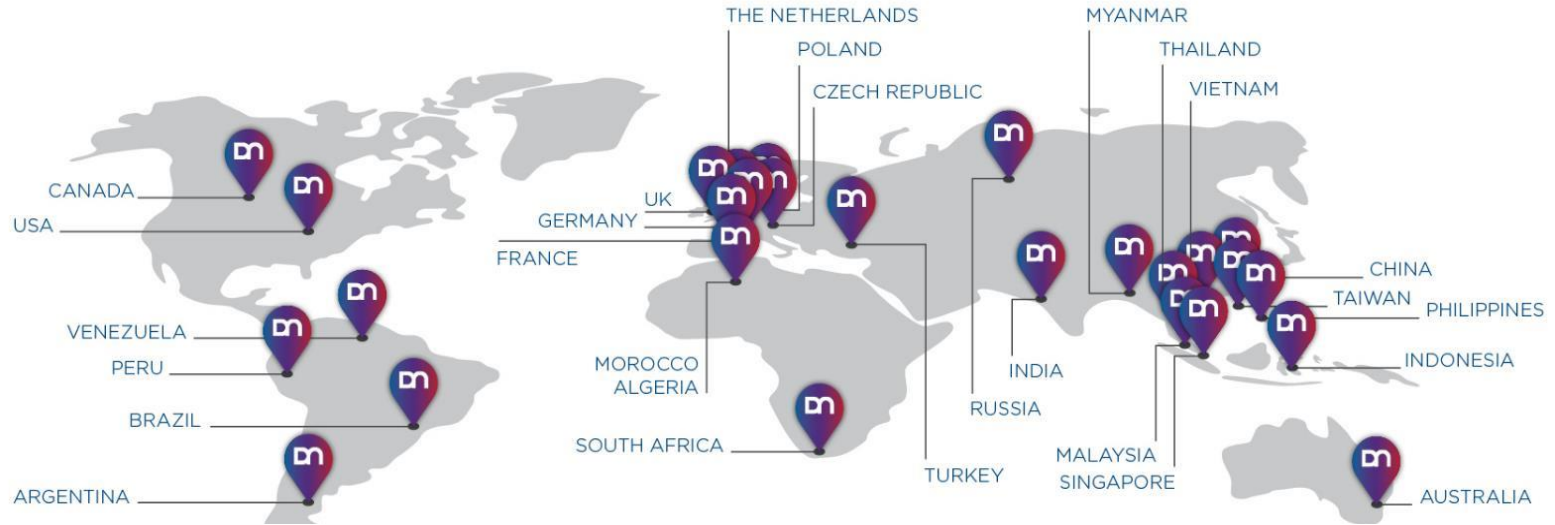 THE NETHERLANDS
MYANMAR
POLAND
THAILAND
CZECH REPUBLIC
VIETNAM
CANADA
USA
UK
GERMANY
FRANCE
CHINA
TAIWAN
PHILIPPINES
VENEZUELA
PERU
MOROCCO
ALGERIA
INDIA
INDONESIA
RUSSIA
BRAZIL
SOUTH AFRICA
TURKEY
MALAYSIA
SINGAPORE
ARGENTINA
AUSTRALIA